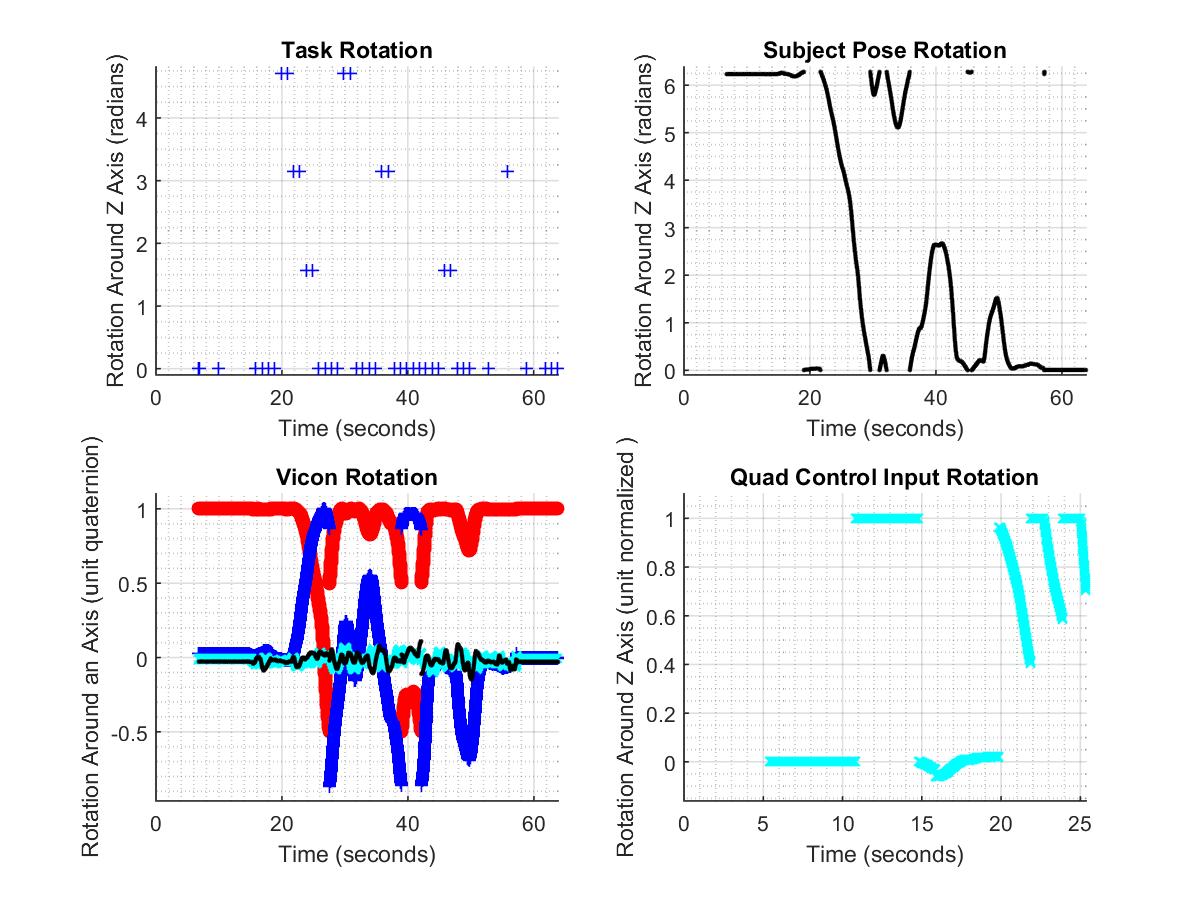 Task Rotation
Rotation Around Z Axis (radians)
4
3
2
1
0
0 20 40 60
Time (seconds)
Subject Pose Rotation
Rotation Around Z Axis (radians)
6
5
4
3
2
1
0
0 20 40 60
Time (seconds)
Vicon Rotation
Rotation Around an Axis (unit quaternion)
1
0.5
0
-0.5
0 20 40 60
Time (seconds)
Quad Control Input Rotation
Rotation Around Z Axis (unit normalized )
1
0.8
0.6
0.4
0.2
0
0 5 10 15 20 25
Time (seconds)